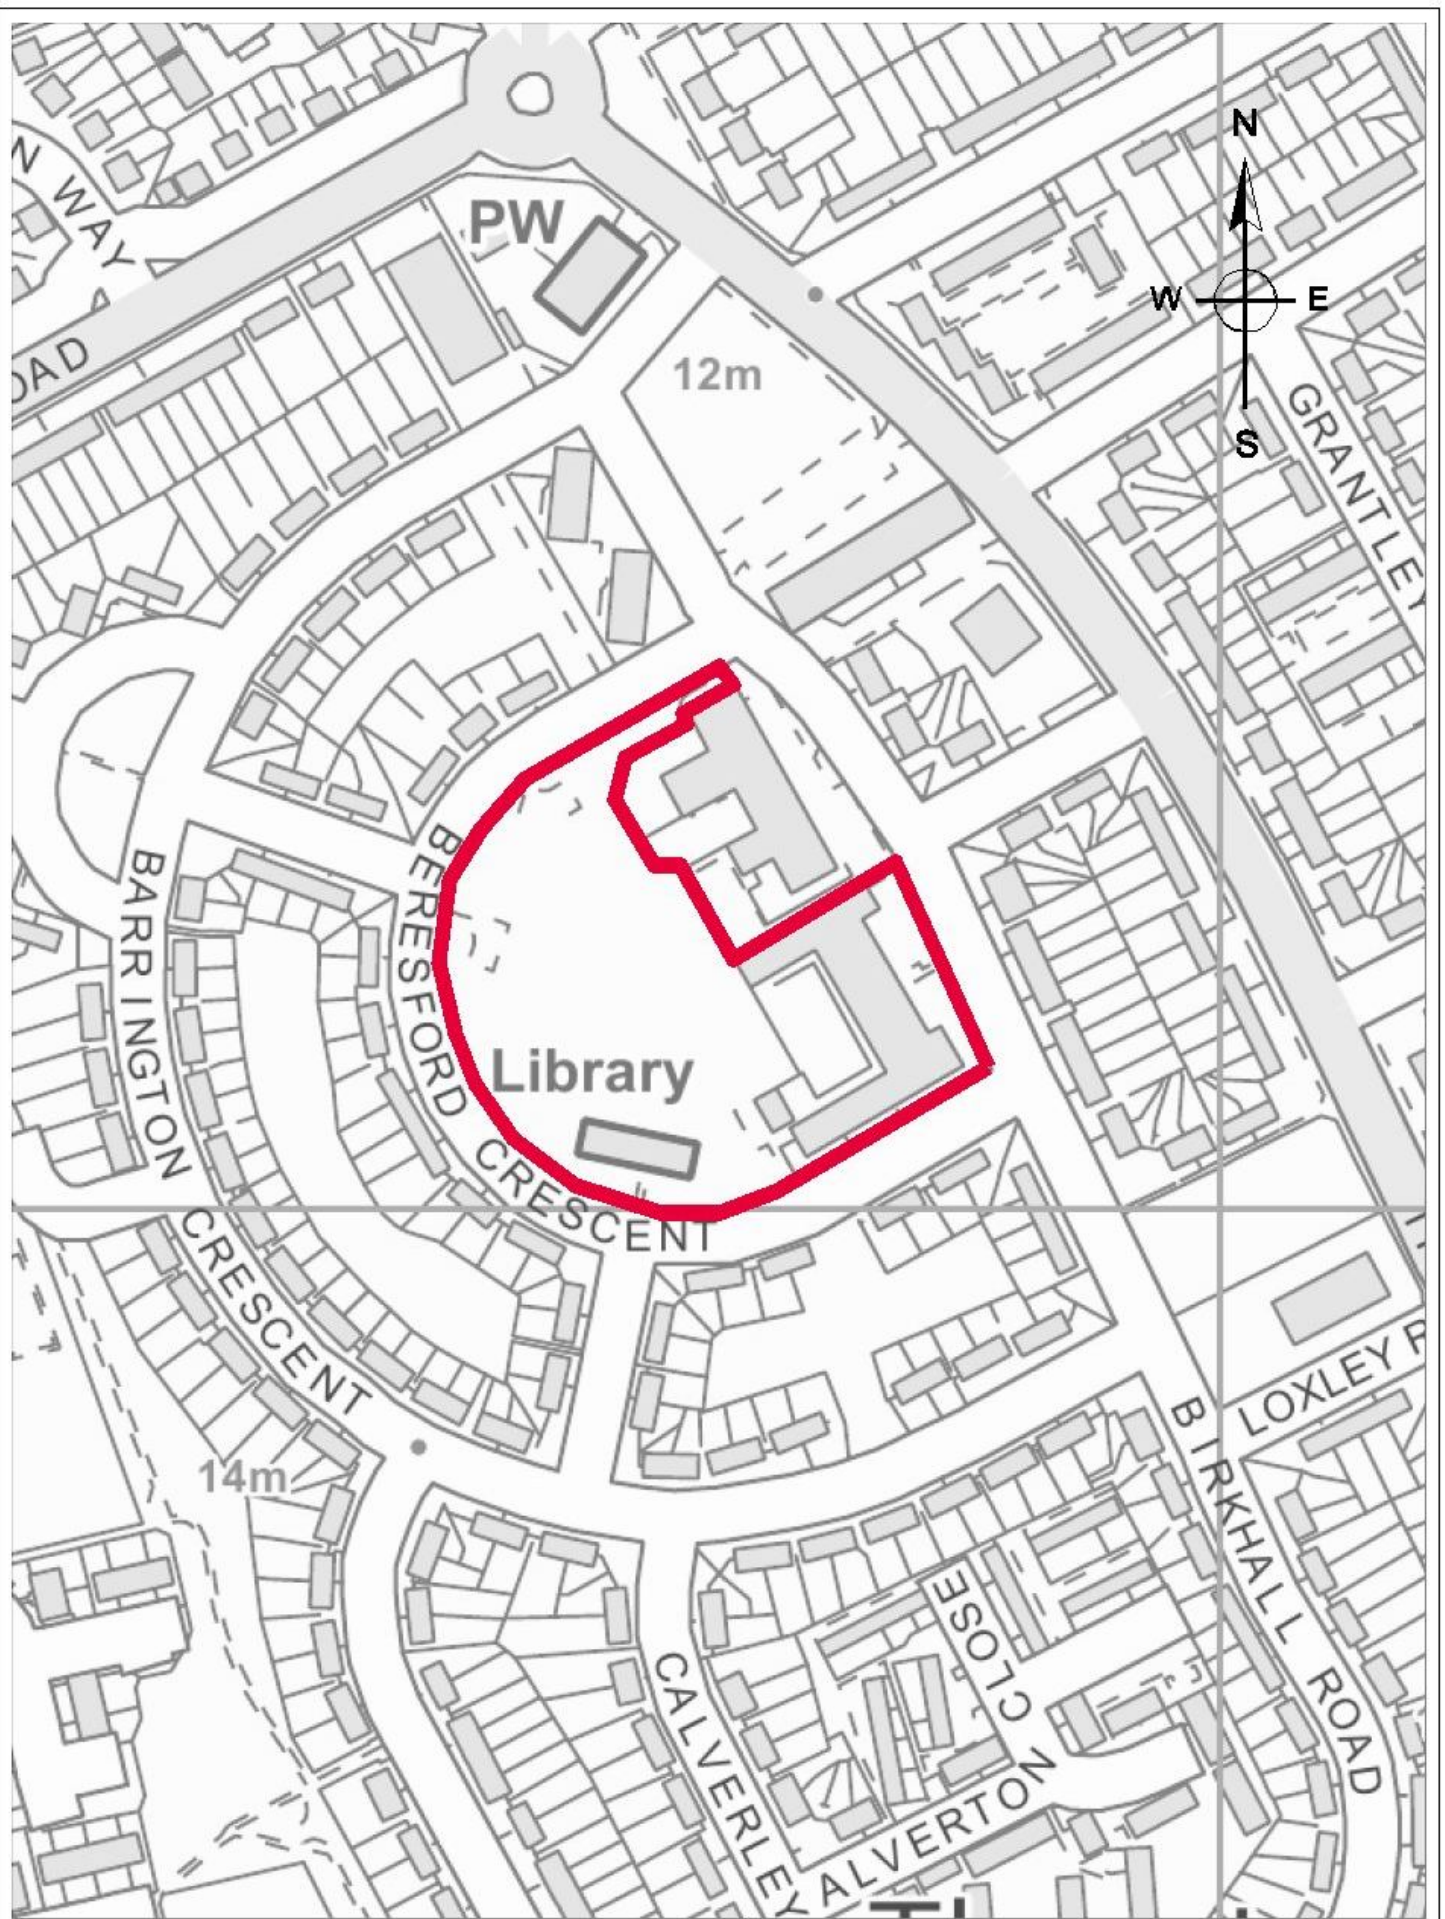 N
N WAY
PW
W E
OAD
12m
S
GRANTLEY
BERESFORD CRESCENT
BARRINGTON CRESCENT
Library
LOXLEY
14m
BIRKHALL ROAD
CLOSE
CALVERLEY
ALVERTON